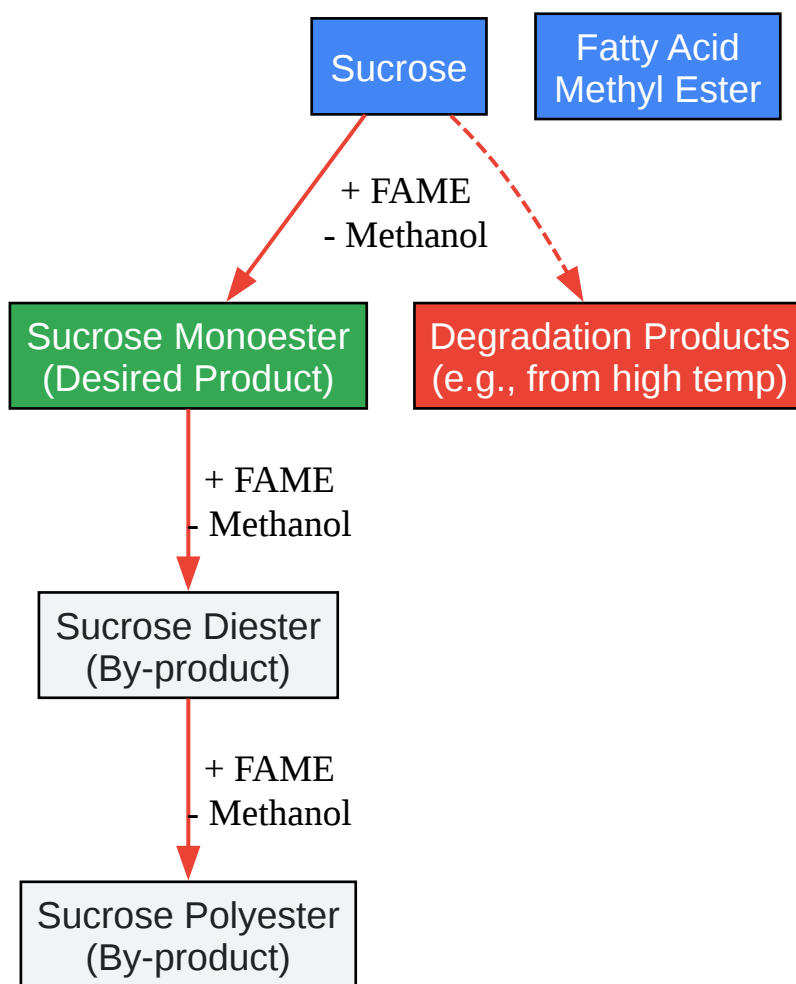 Sucrose
Fatty Acid
Methyl Ester
+ FAME
- Methanol
Sucrose Monoester
(Desired Product)
Degradation Products
(e.g., from high temp)
+ FAME
- Methanol
Sucrose Diester
(By-product)
+ FAME
- Methanol
Sucrose Polyester
(By-product)